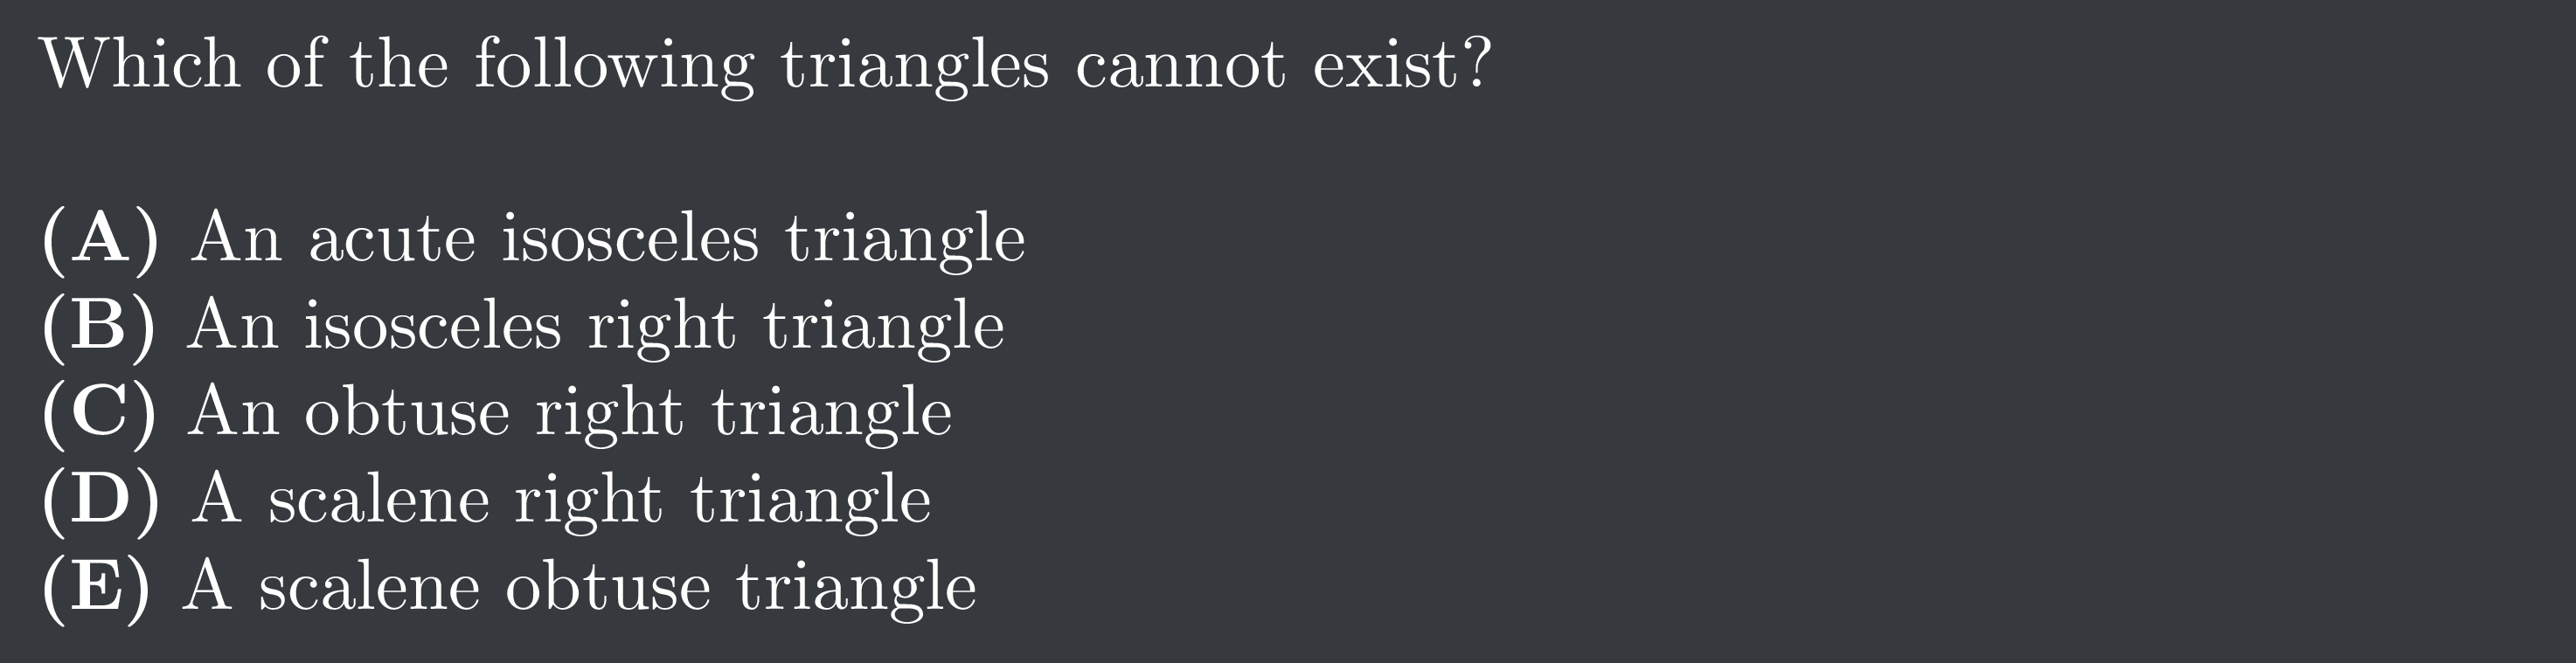 Which of the following triangles cannot exist?
(A) An acute isosceles triangle
(B) An isosceles right triangle
(C) An obtuse right triangle
(D) A scalene right triangle
(E) A scalene obtuse triangle